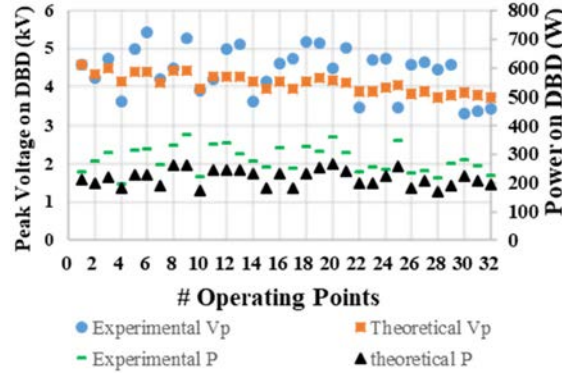 Peak Voltage on DBD (kV)
6
5
4
3
2
1
0
800
700
600
500
400
300
200
100
0
Power on DBD (W)
0 2 4 6 8 10 12 14 16 18 20 22 24 26 28 30 32
# Operating Points
Experimental Vp Theoretical Vp
Experimental P theoretical P